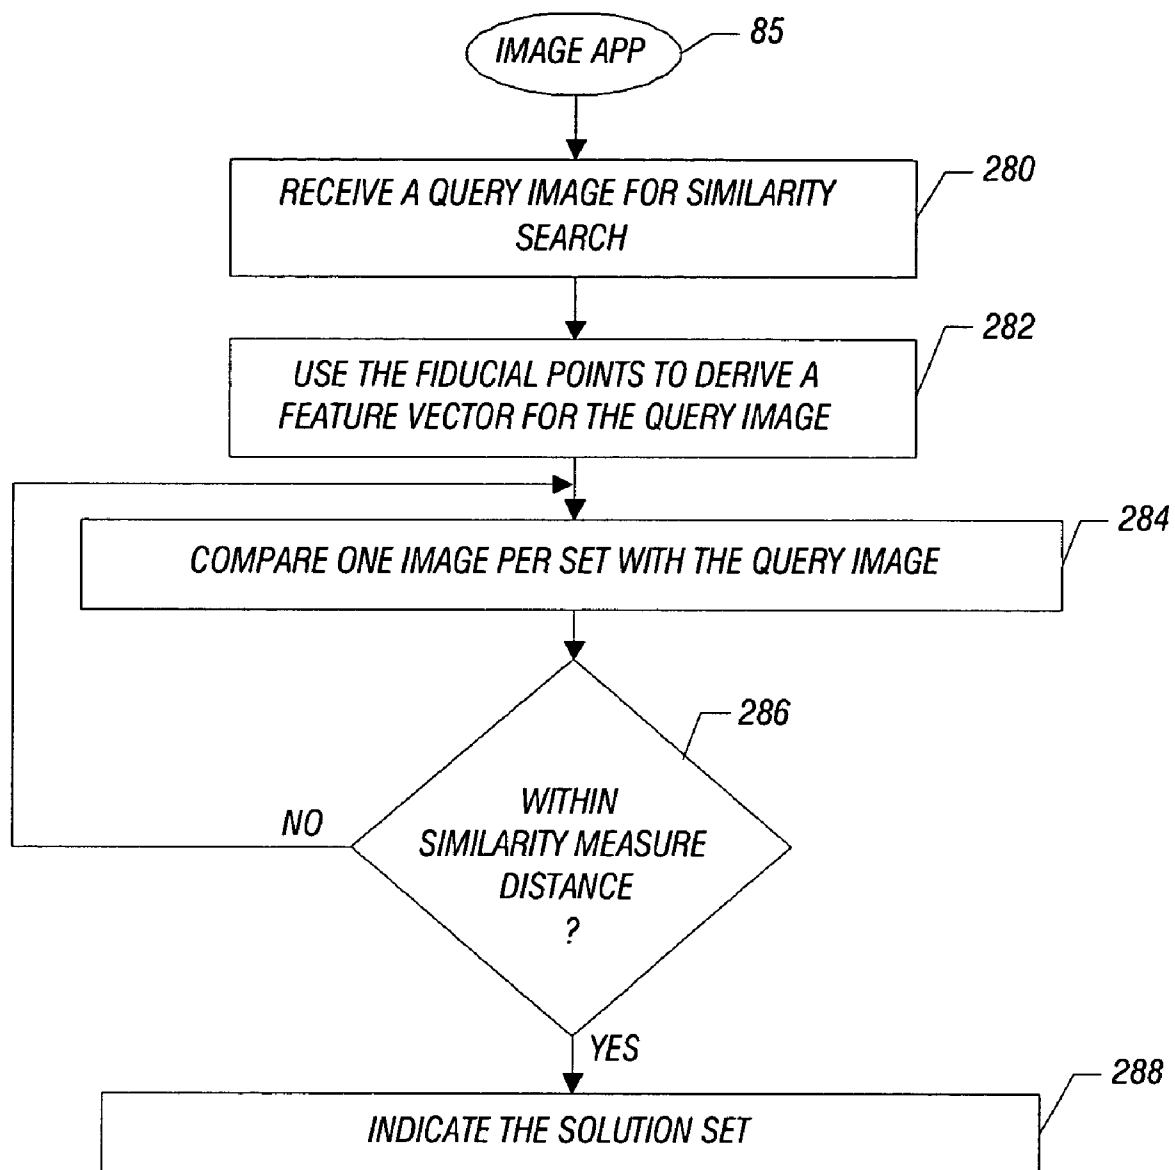 IMAGE APP
85
RECEIVE A QUERY IMAGE FOR SIMILARITY
SEARCH
280
USE THE FIDUCIAL POINTS TO DERIVE A
FEATURE VECTOR FOR THE QUERY IMAGE
282
COMPARE ONE IMAGE PER SET WITH THE QUERY IMAGE
284
WITHIN
SIMILARITY MEASURE
DISTANCE
?
286
NO
YES
INDICATE THE SOLUTION SET
288